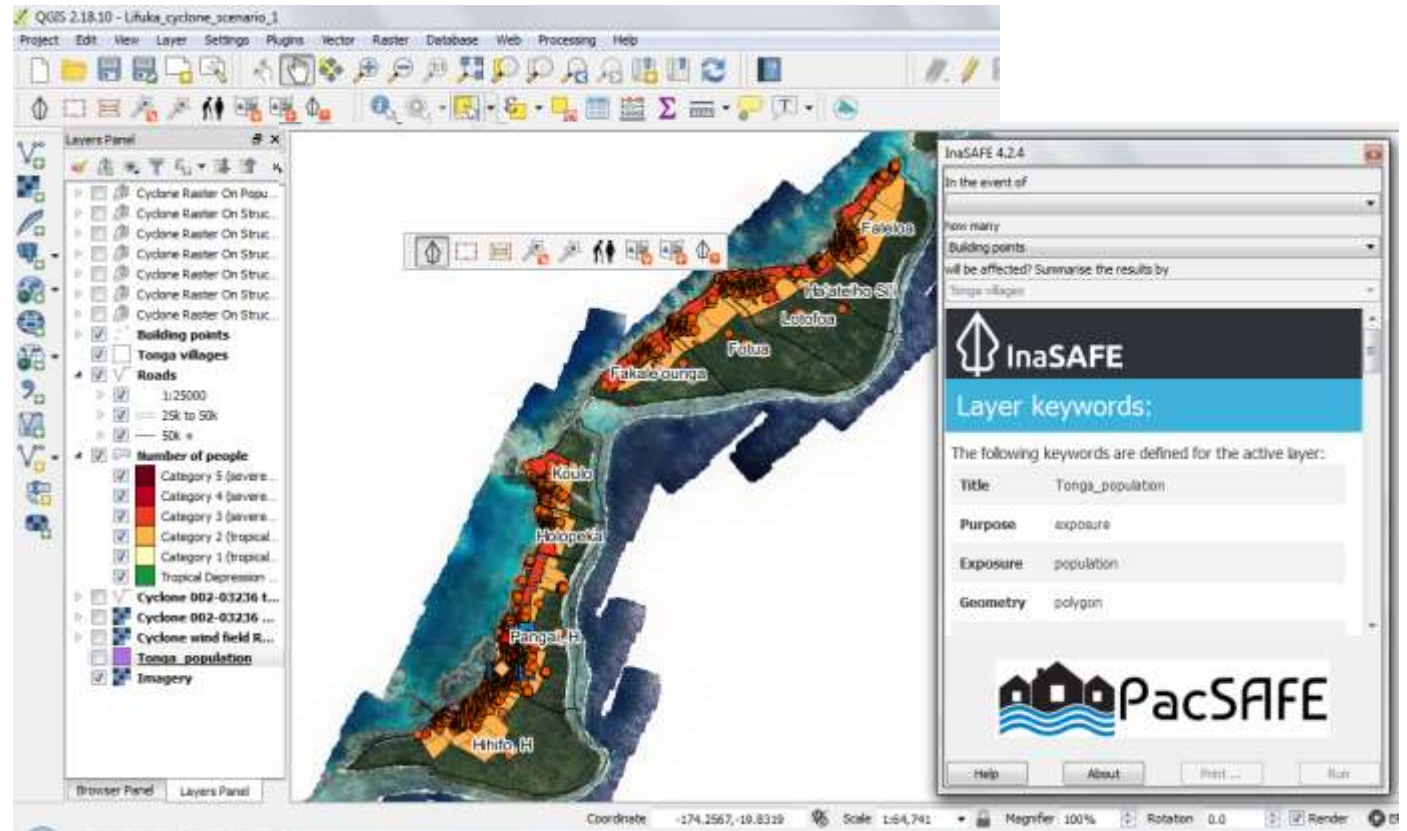 QGIS 2.18.10 - Lifuka_cyclone_scenario_1
Project Edit View Layer Settings Plugins Vector Raster Database Web Processing Help
Layers Panel
Cyclone Raster On Popu...
Cyclone Raster On Struc...
Cyclone Raster On Struc...
Cyclone Raster On Struc...
Cyclone Raster On Struc...
Cyclone Raster On Struc...
Cyclone Raster On Struc...
Building points
Tonga villages
Roads
1:25000
25k to 50k
50k +
Number of people
Category 5 (severe...
Category 4 (severe...
Category 3 (severe...
Category 2 (tropical...
Category 1 (tropical...
Tropical Depression ...
Cyclone 002-03236 t...
Cyclone 002-03236 ...
Cyclone wind field R...
Tonga_population
Imagery
Browser Panel Layers Panel
Faleloa
Ha'ateiho Si'i
Lotofoa
Fotua
Fakale'ounga
Koulo
Holopeka
Pangai, H
Hihifo, H
InaSAFE 4.2.4
In the event of
how many
Building points
will be affected? Summarise the results by
Tonga villages
InaSAFE
Layer keywords:
The following keywords are defined for the active layer:
Title Tonga_population
Purpose exposure
Exposure population
Geometry polygon
PacSAFE
Help About Print ... Run
Coordinate -174.2567,-19.8319 Scale 1:64,741 Magnifier 100% Rotation 0.0 Render